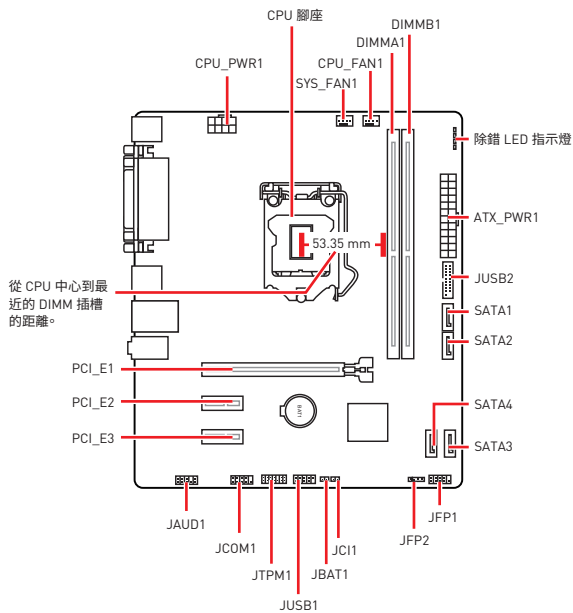 CPU 腳座
DIMMB1
DIMMA1
CPU_PWR1
CPU_FAN1
SYS_FAN1
除錯 LED 指示燈
ATX_PWR1
53.35 mm
從 CPU 中心到最
近的 DIMM 插槽
的距離。
JUSB2
SATA1
SATA2
PCI_E1
PCI_E2
BAT1
SATA4
PCI_E3
SATA3
JAUD1
JFP1
JFP2
JCOM1
JCI1
JTPM1
JBAT1
JUSB1